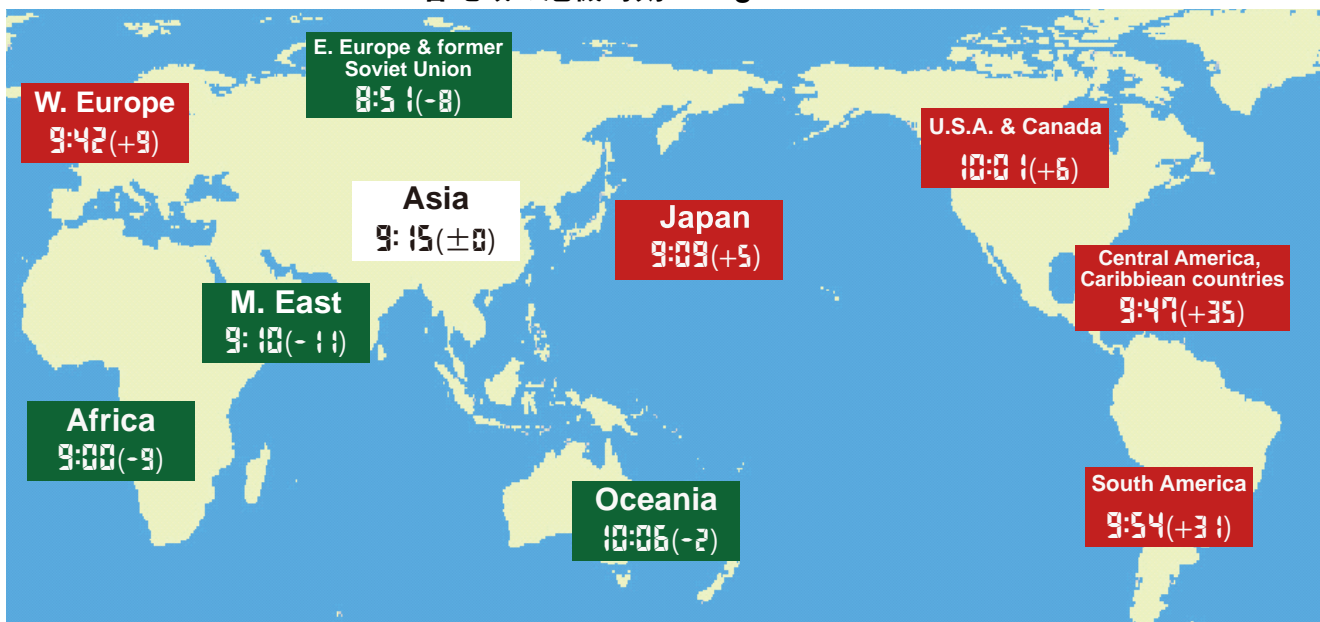 E. Europe & former
Soviet Union
8:51(-8)
W. Europe
9:42(+9)
U.S.A. & Canada
10:01(+6)
Asia
9:15(±0)
Japan
9:09(+5)
Central America,
Caribbiean countries
9:47(+35)
M. East
9:10(-11)
Africa
9:00(-9)
South America
9:54(+31)
Oceania
10:06(-2)